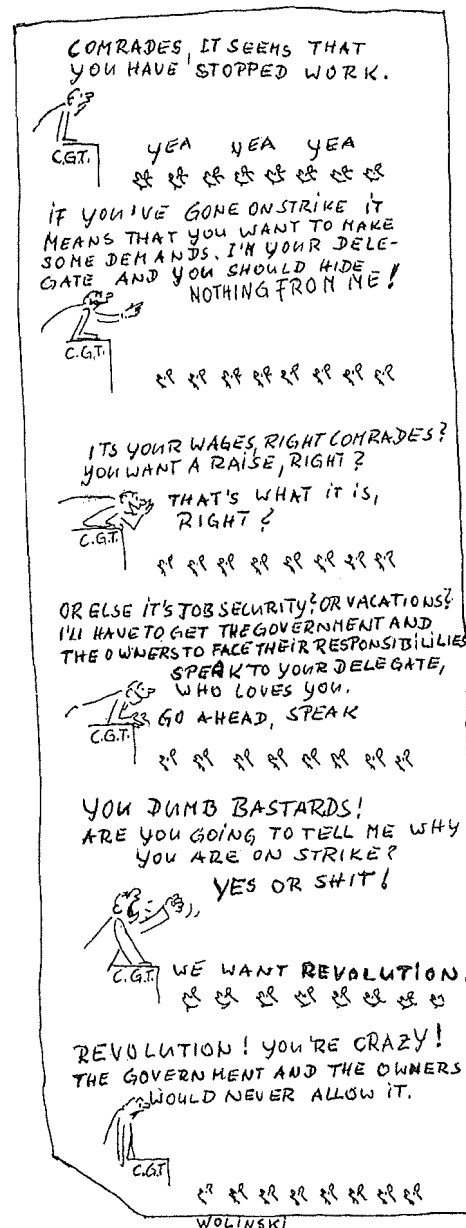 COMRADES, IT SEEMS THAT
YOU HAVE STOPPED WORK.
C.G.T.
YEA YEA YEA
IF YOU'VE GONE ON STRIKE IT
MEANS THAT YOU WANT TO MAKE
SOME DEMANDS. I'M YOUR DELE-
GATE AND YOU SHOULD HIDE
NOTHING FROM ME!
C.G.T.
ITS YOUR WAGES, RIGHT COMRADES?
YOU WANT A RAISE, RIGHT?
THAT'S WHAT IT IS,
RIGHT?
C.G.T.
OR ELSE IT'S JOB SECURITY? OR VACATIONS?
I'LL HAVE TO GET THE GOVERNMENT AND
THE OWNERS TO FACE THEIR RESPONSIBILILIES
SPEAK TO YOUR DELEGATE,
WHO LOVES YOU.
GO AHEAD, SPEAK
C.G.T.
YOU DUMB BASTARDS!
ARE YOU GOING TO TELL ME WHY
YOU ARE ON STRIKE?
YES OR SHIT!
C.G.T.
WE WANT REVOLUTION.
REVOLUTION! YOU'RE CRAZY!
THE GOVERNMENT AND THE OWNERS
WOULD NEVER ALLOW IT.
C.G.T
WOLINSKI